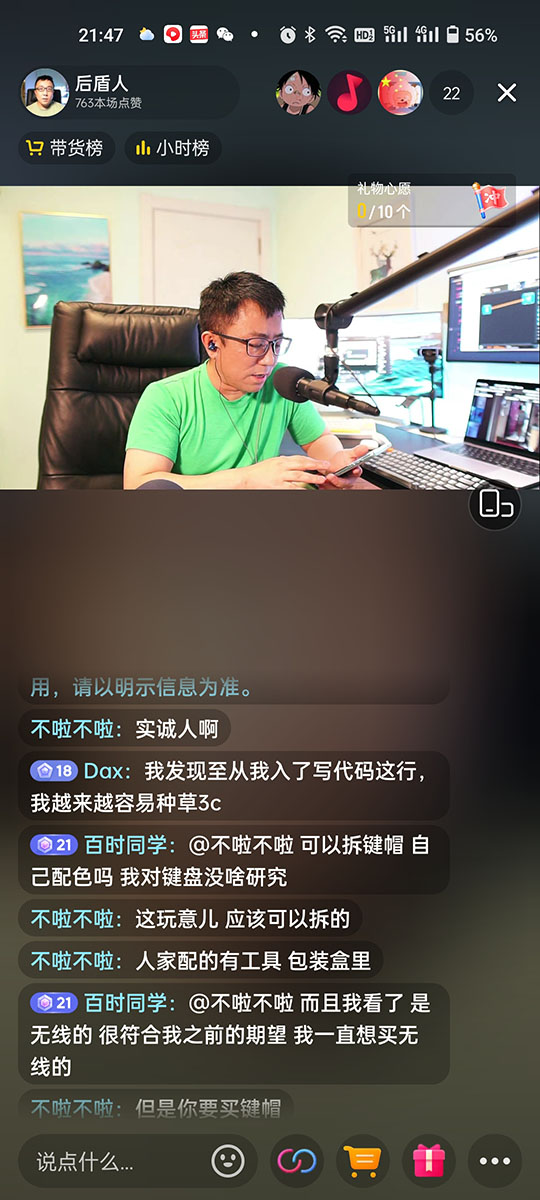 21:47
头条
HD 5G 4G 56%
后盾人
763本场点赞
22
带货榜
小时榜
礼物心愿
0/10个
用，请以明示信息为准。
不啦不啦：实诚人啊
18 Dax：我发现至从我入了写代码这行，
我越来越容易种草3c
21 百时同学：@不啦不啦 可以拆键帽 自
己配色吗 我对键盘没啥研究
不啦不啦：这玩意儿 应该可以拆的
不啦不啦：人家配的有工具 包装盒里
21 百时同学：@不啦不啦 而且我看了 是
无线的 很符合我之前的期望 我一直想买无
线的
不啦不啦：但是你要买键帽
说点什么...